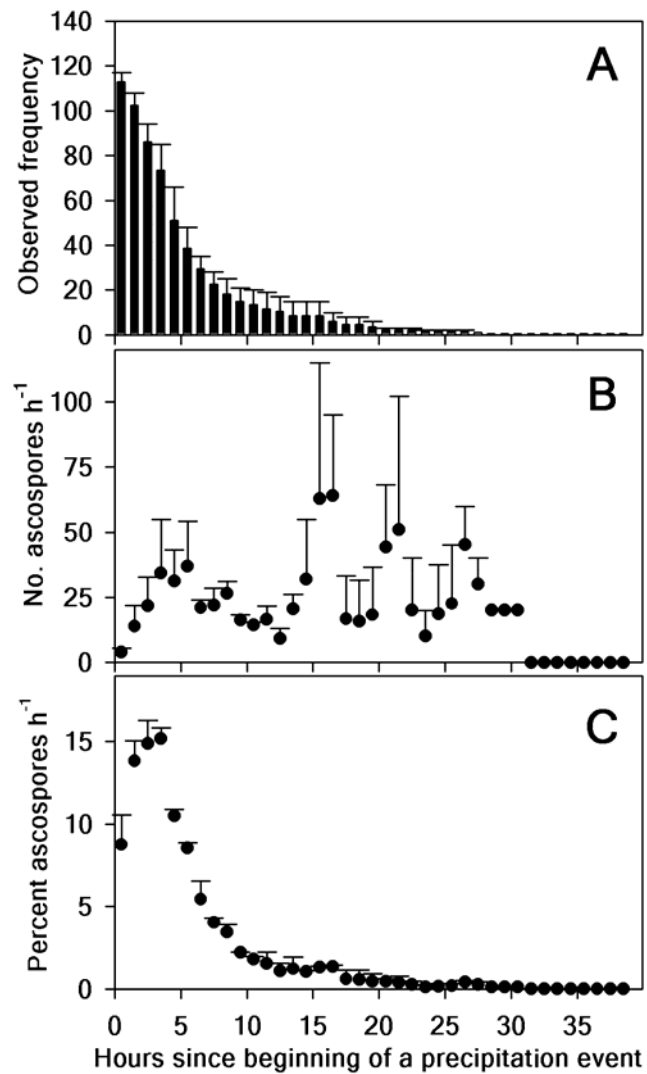 140
120
100
80
60
40
20
0
Observed frequency
A
100
75
50
25
0
No. ascospores h⁻¹
B
15
10
5
0
Percent ascospores h⁻¹
C
0 5 10 15 20 25 30 35
Hours since beginning of a precipitation event